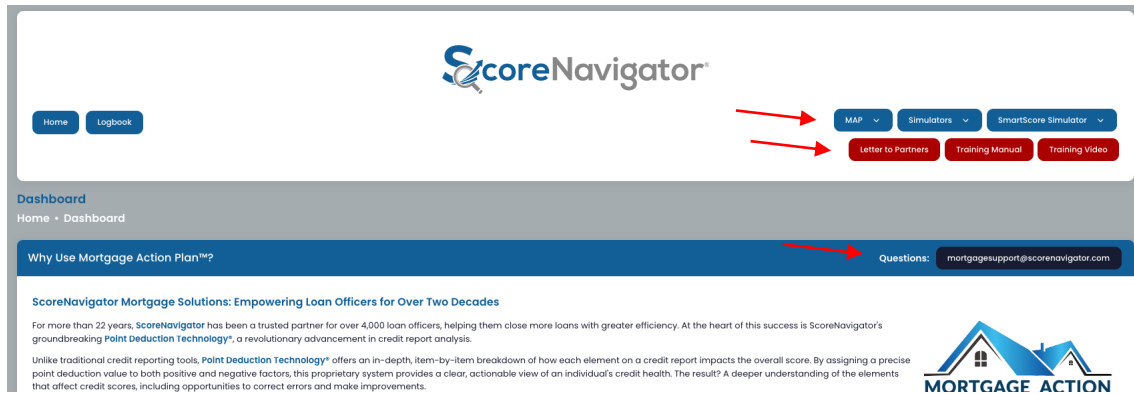 ScoreNavigator®
Home Logbook MAP Simulators SmartScore Simulator
Letter to Partners Training Manual Training Video
Dashboard
Home • Dashboard
Why Use Mortgage Action Plan™? Questions: mortgagesupport@scorenavigator.com
ScoreNavigator Mortgage Solutions: Empowering Loan Officers for Over Two Decades
For more than 22 years, ScoreNavigator has been a trusted partner for over 4,000 loan officers, helping them close more loans with greater efficiency. At the heart of this success is ScoreNavigator's
groundbreaking Point Deduction Technology®, a revolutionary advancement in credit report analysis.
Unlike traditional credit reporting tools, Point Deduction Technology® offers an in-depth, item-by-item breakdown of how each element on a credit report impacts the overall score. By assigning a precise
point deduction value to both positive and negative factors, this proprietary system provides a clear, actionable view of an individual's credit health. The result? A deeper understanding of the elements
that affect credit scores, including opportunities to correct errors and make improvements.
MORTGAGE ACTION